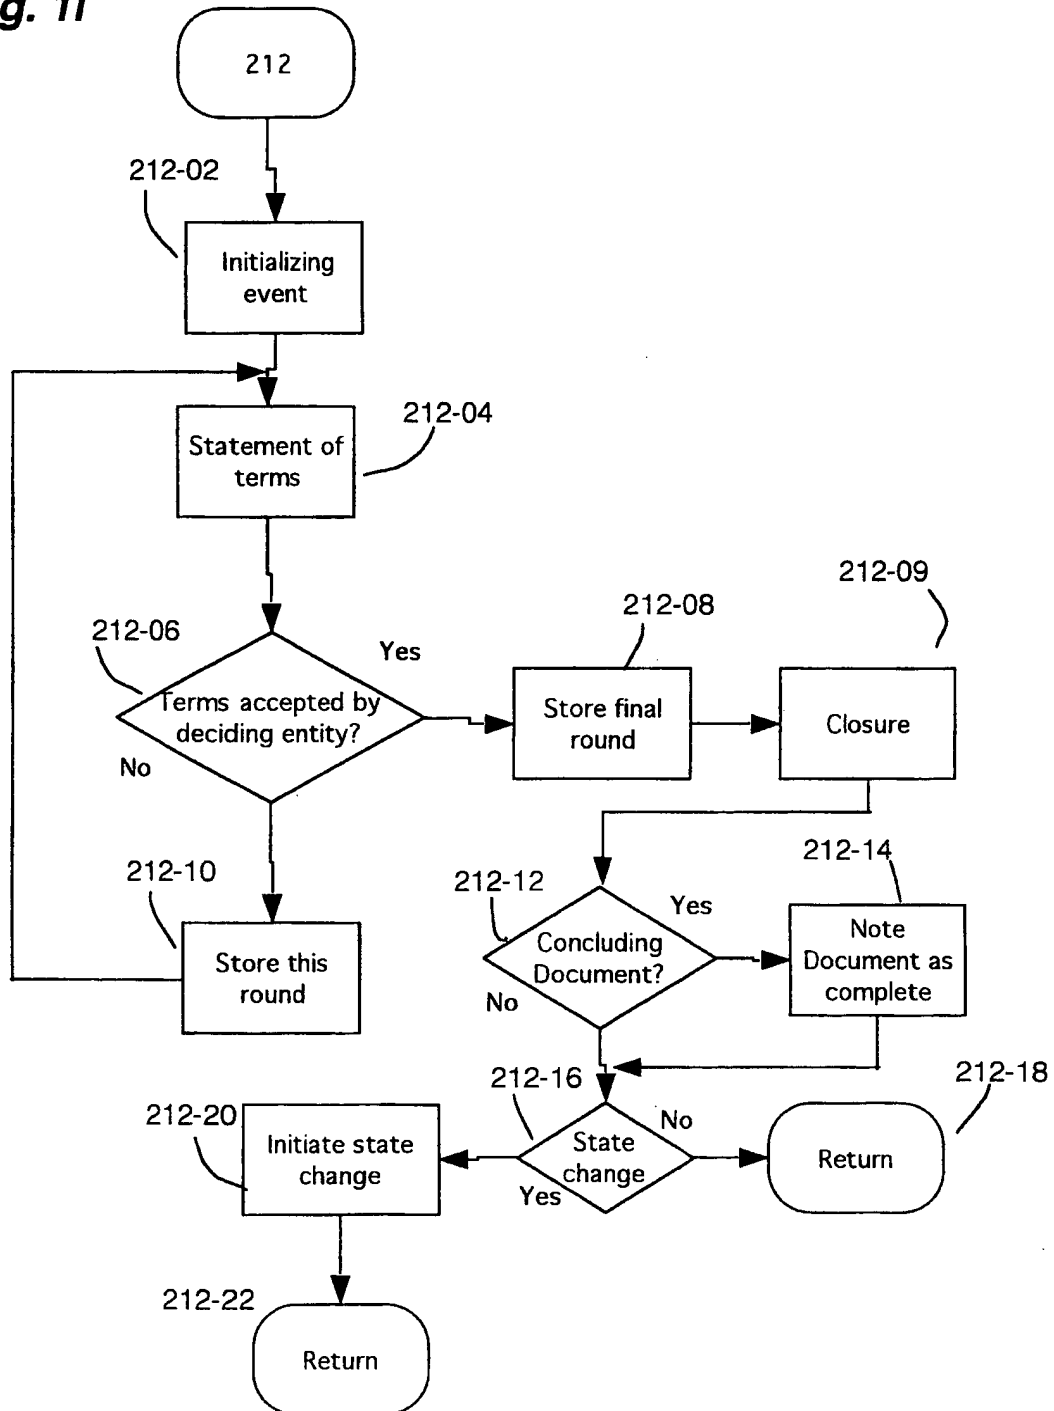 g. 11
212
212-02
Initializing
event
212-04
Statement of
terms
212-06
Yes
Terms accepted by
deciding entity?
No
212-08
Store final
round
212-09
Closure
212-10
Store this
round
212-12
Yes
Concluding
Document?
No
212-14
Note
Document as
complete
212-16
No
State
change
Yes
212-18
Return
212-20
Initiate state
change
212-22
Return